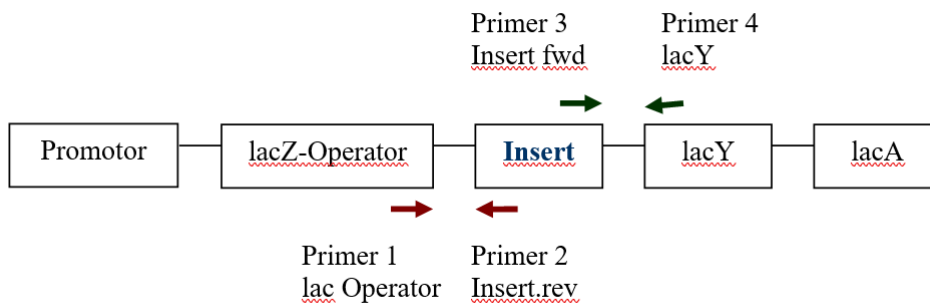 Primer 3
Insert fwd
Primer 4
lacY
Promotor
lacZ-Operator
Insert
lacY
lacA
Primer 1
lac Operator
Primer 2
Insert.rev